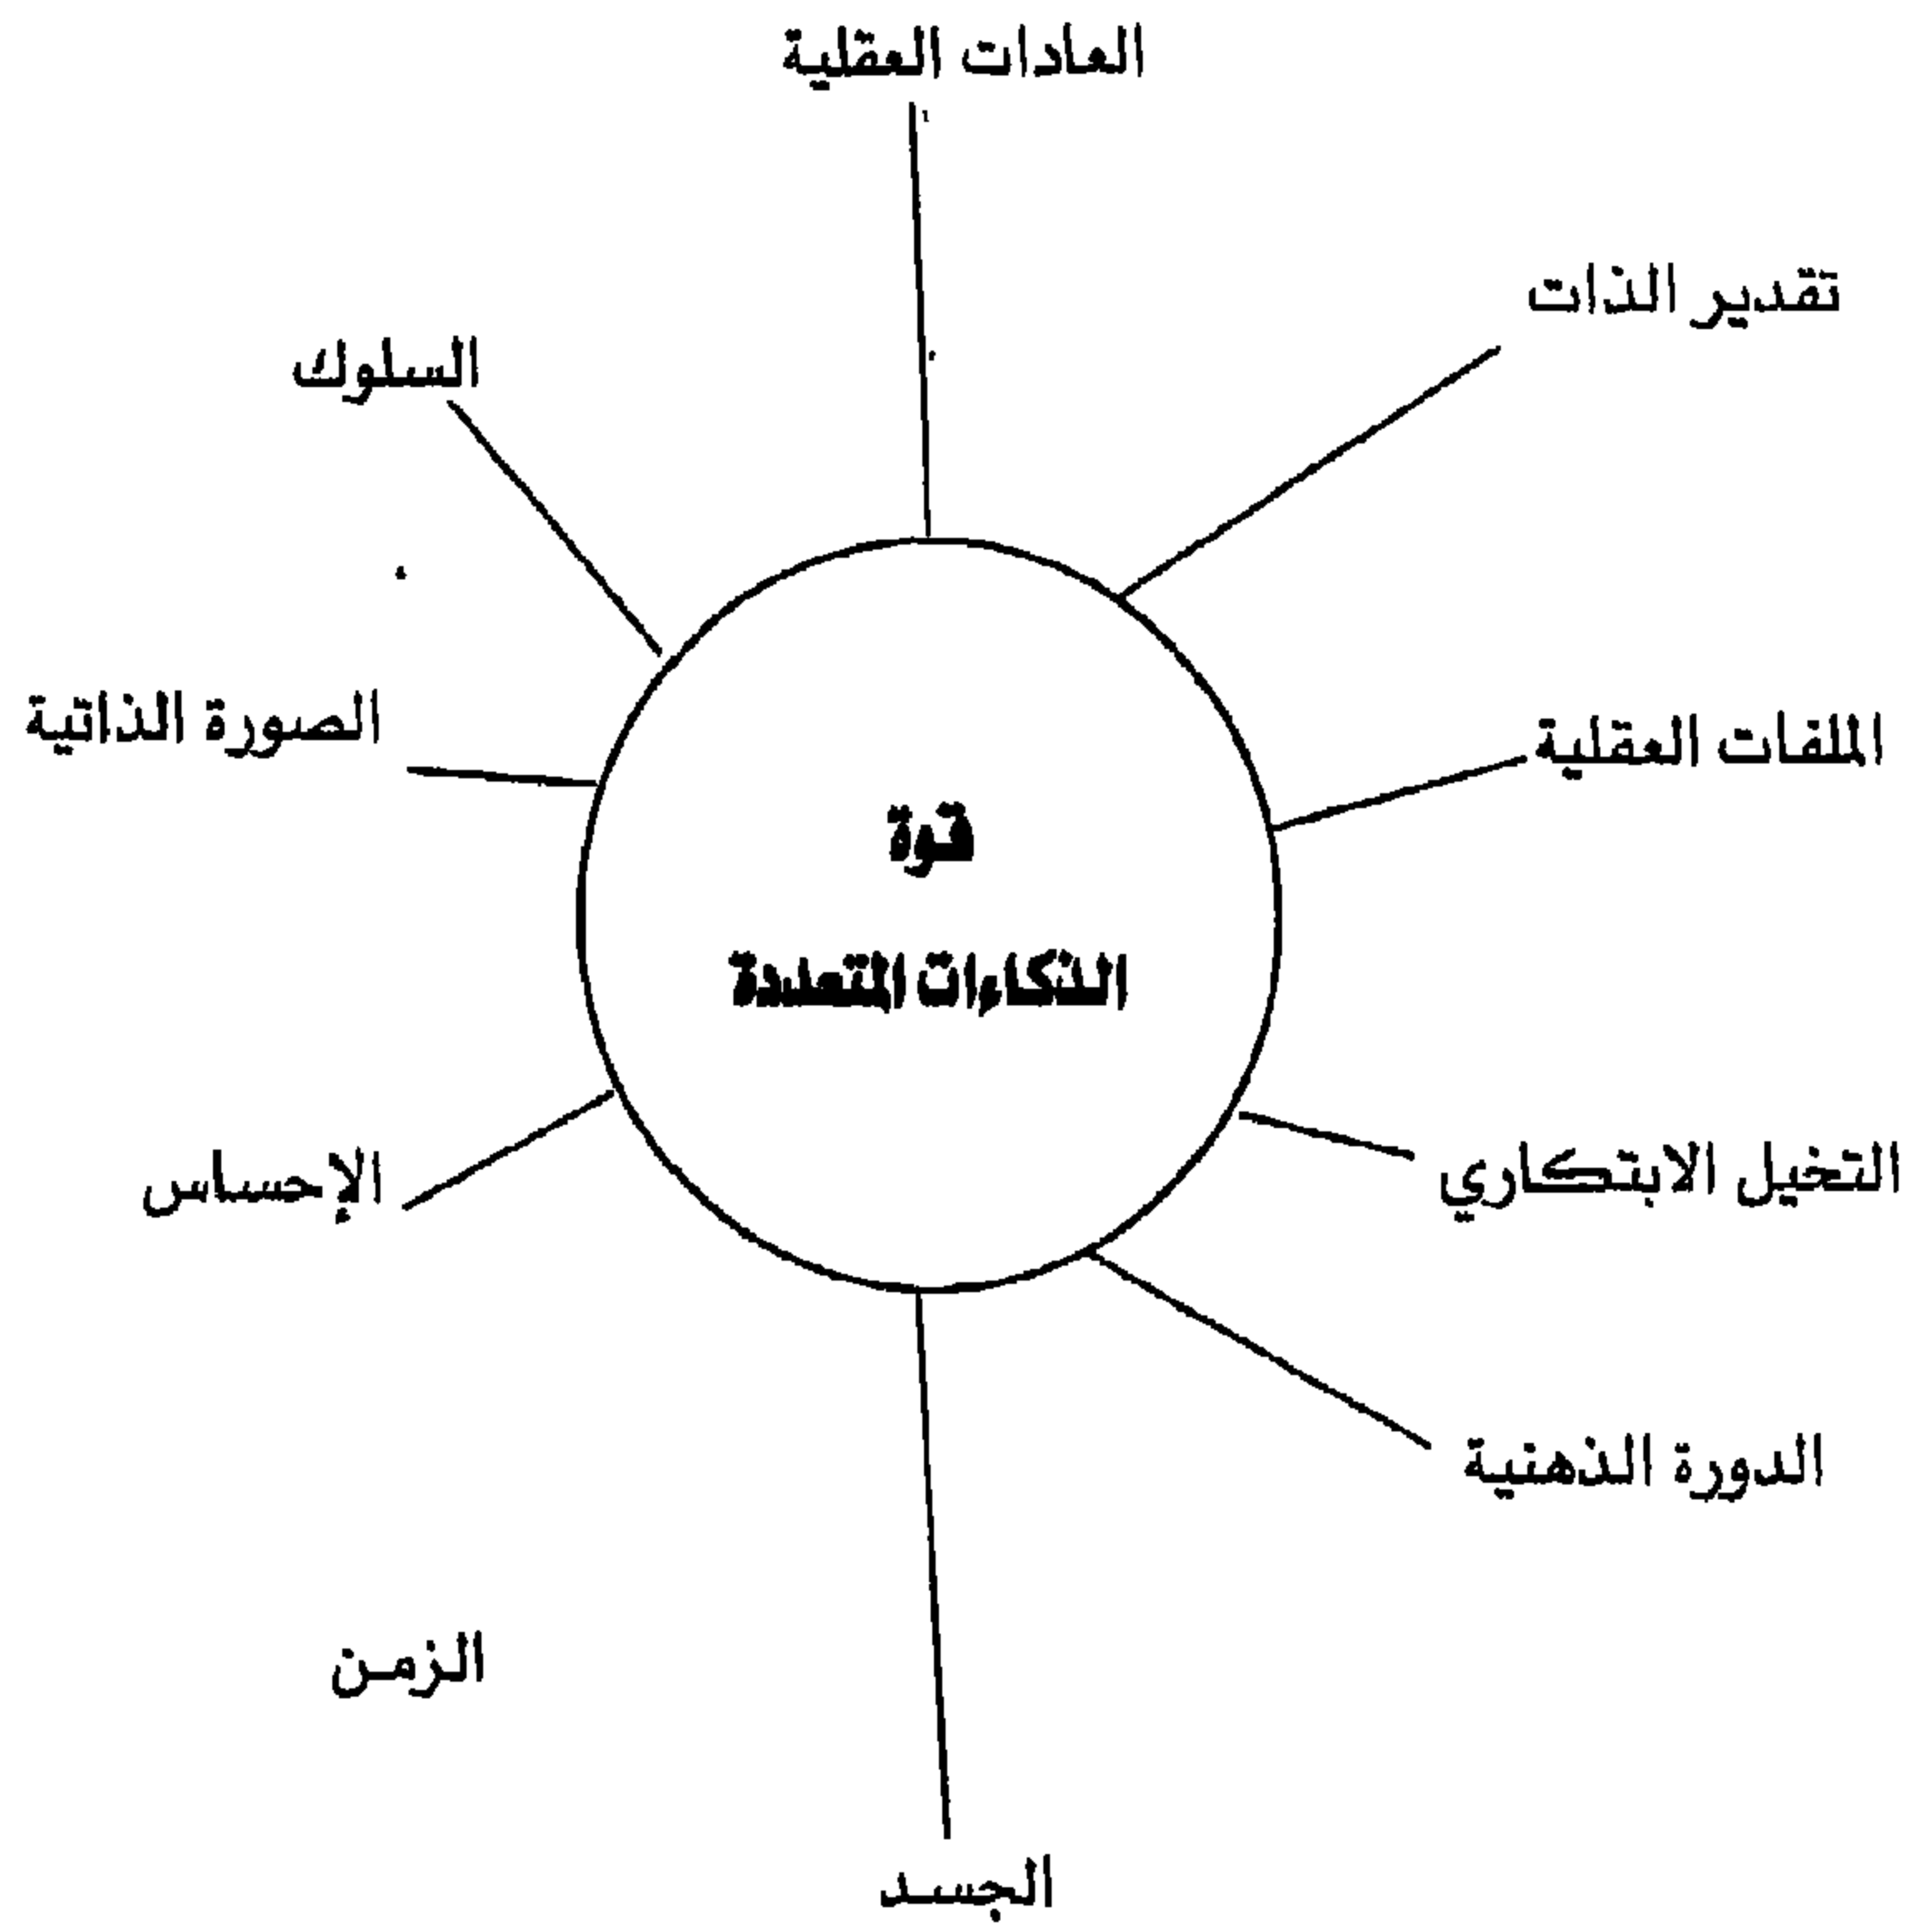 العادات العقلية
تقدير الذات
السلوك
الصورة الذاتية
الملفات العقلية
قوة
الذكاءات المتعددة
التخيل الابتكاري
الإحساس
الدورة الذهنية
الزمن
الجسد